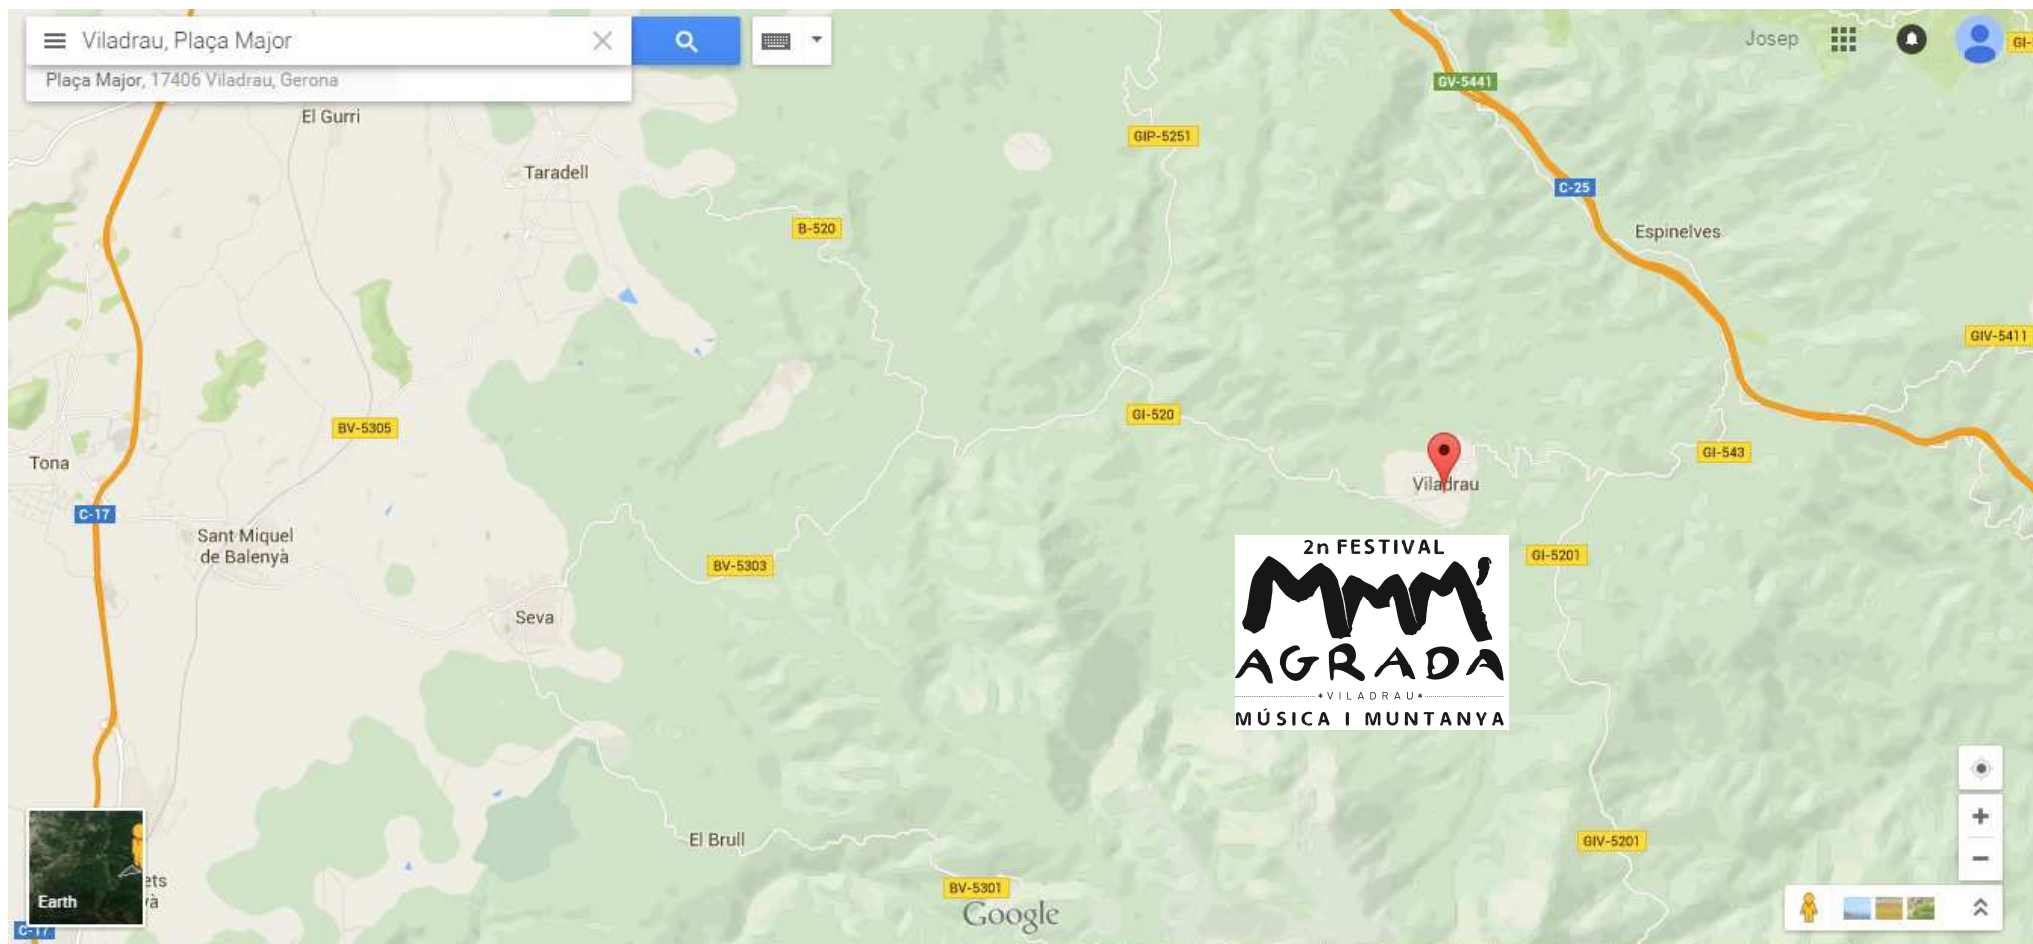 Viladrau, Plaça Major
Plaça Major, 17406 Viladrau, Gerona
Josep
GI-
El Gurri
GV-5441
GIP-5251
Taradell
C-25
B-520
Espinelves
GIV-5411
GI-520
BV-5305
GI-543
Tona
Viladrau
C-17
Sant Miquel
de Balenyà
GI-5201
BV-5303
Seva
2n FESTIVAL
MMM'
AGRADA
*VILADRAU*
MÚSICA I MUNTANYA
El Brull
GIV-5201
ets
Earth
BV-5301
Google
C-17